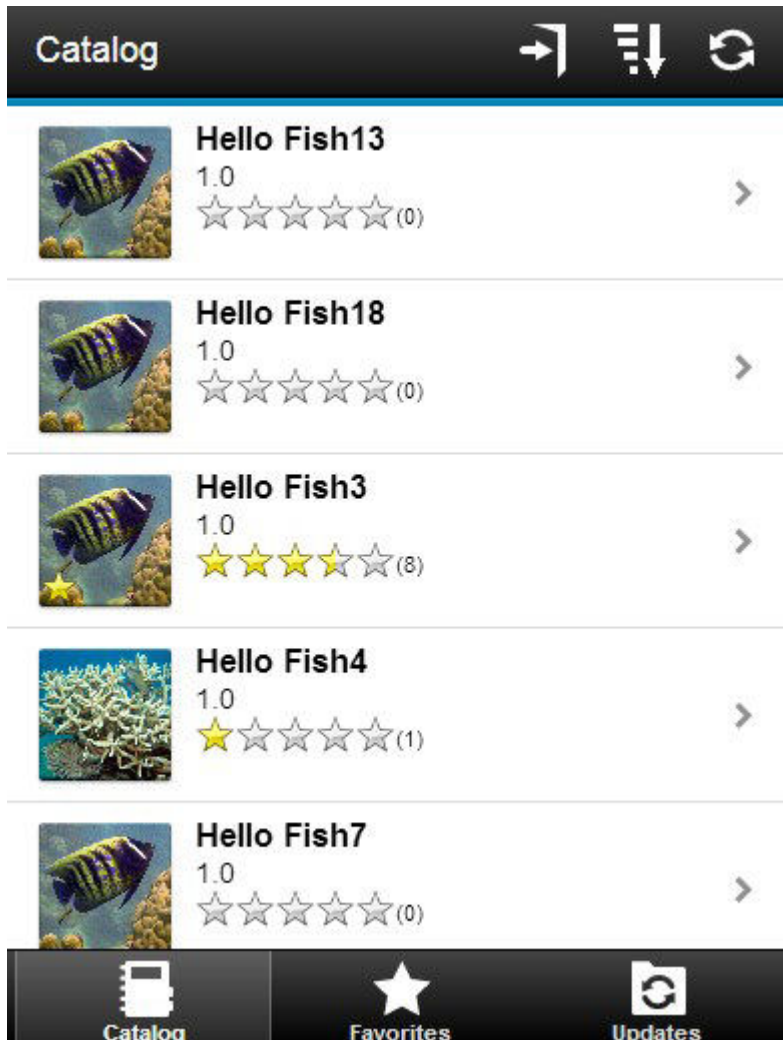 Catalog
Hello Fish13
1.0
(0)
Hello Fish18
1.0
(0)
Hello Fish3
1.0
(8)
Hello Fish4
1.0
(1)
Hello Fish7
1.0
(0)
Catalog Favorites Updates